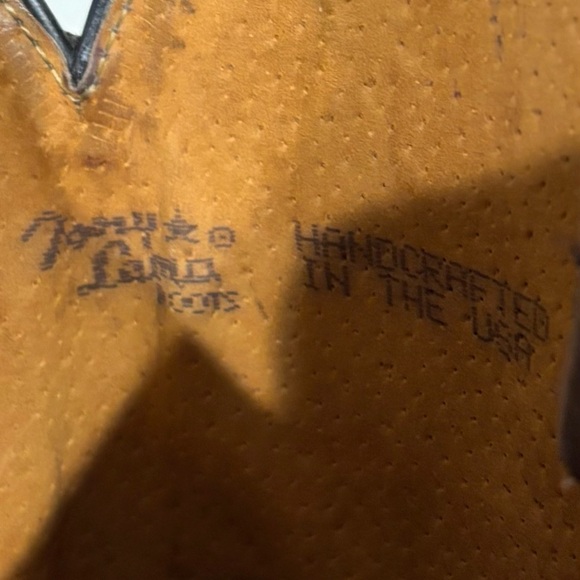 Tony ★ ®
Lama
BOOTS
HANDCRAFTED
IN THE USA